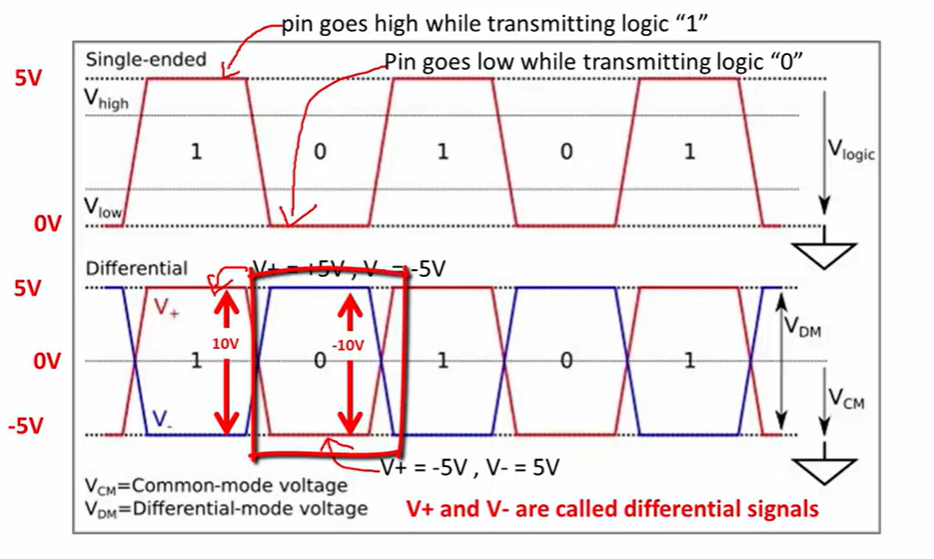 pin goes high while transmitting logic “1”
Single-ended
Pin goes low while transmitting logic “0”
5V
Vhigh
1 0 1 0 1
Vlogic
Vlow
0V
Differential
V+ = +5V , V- = -5V
5V
V+
10V
-10V
VDM
0V
1 0 1 0 1
VCM
V-
-5V
V+ = -5V , V- = 5V
VCM=Common-mode voltage
VDM=Differential-mode voltage
V+ and V- are called differential signals